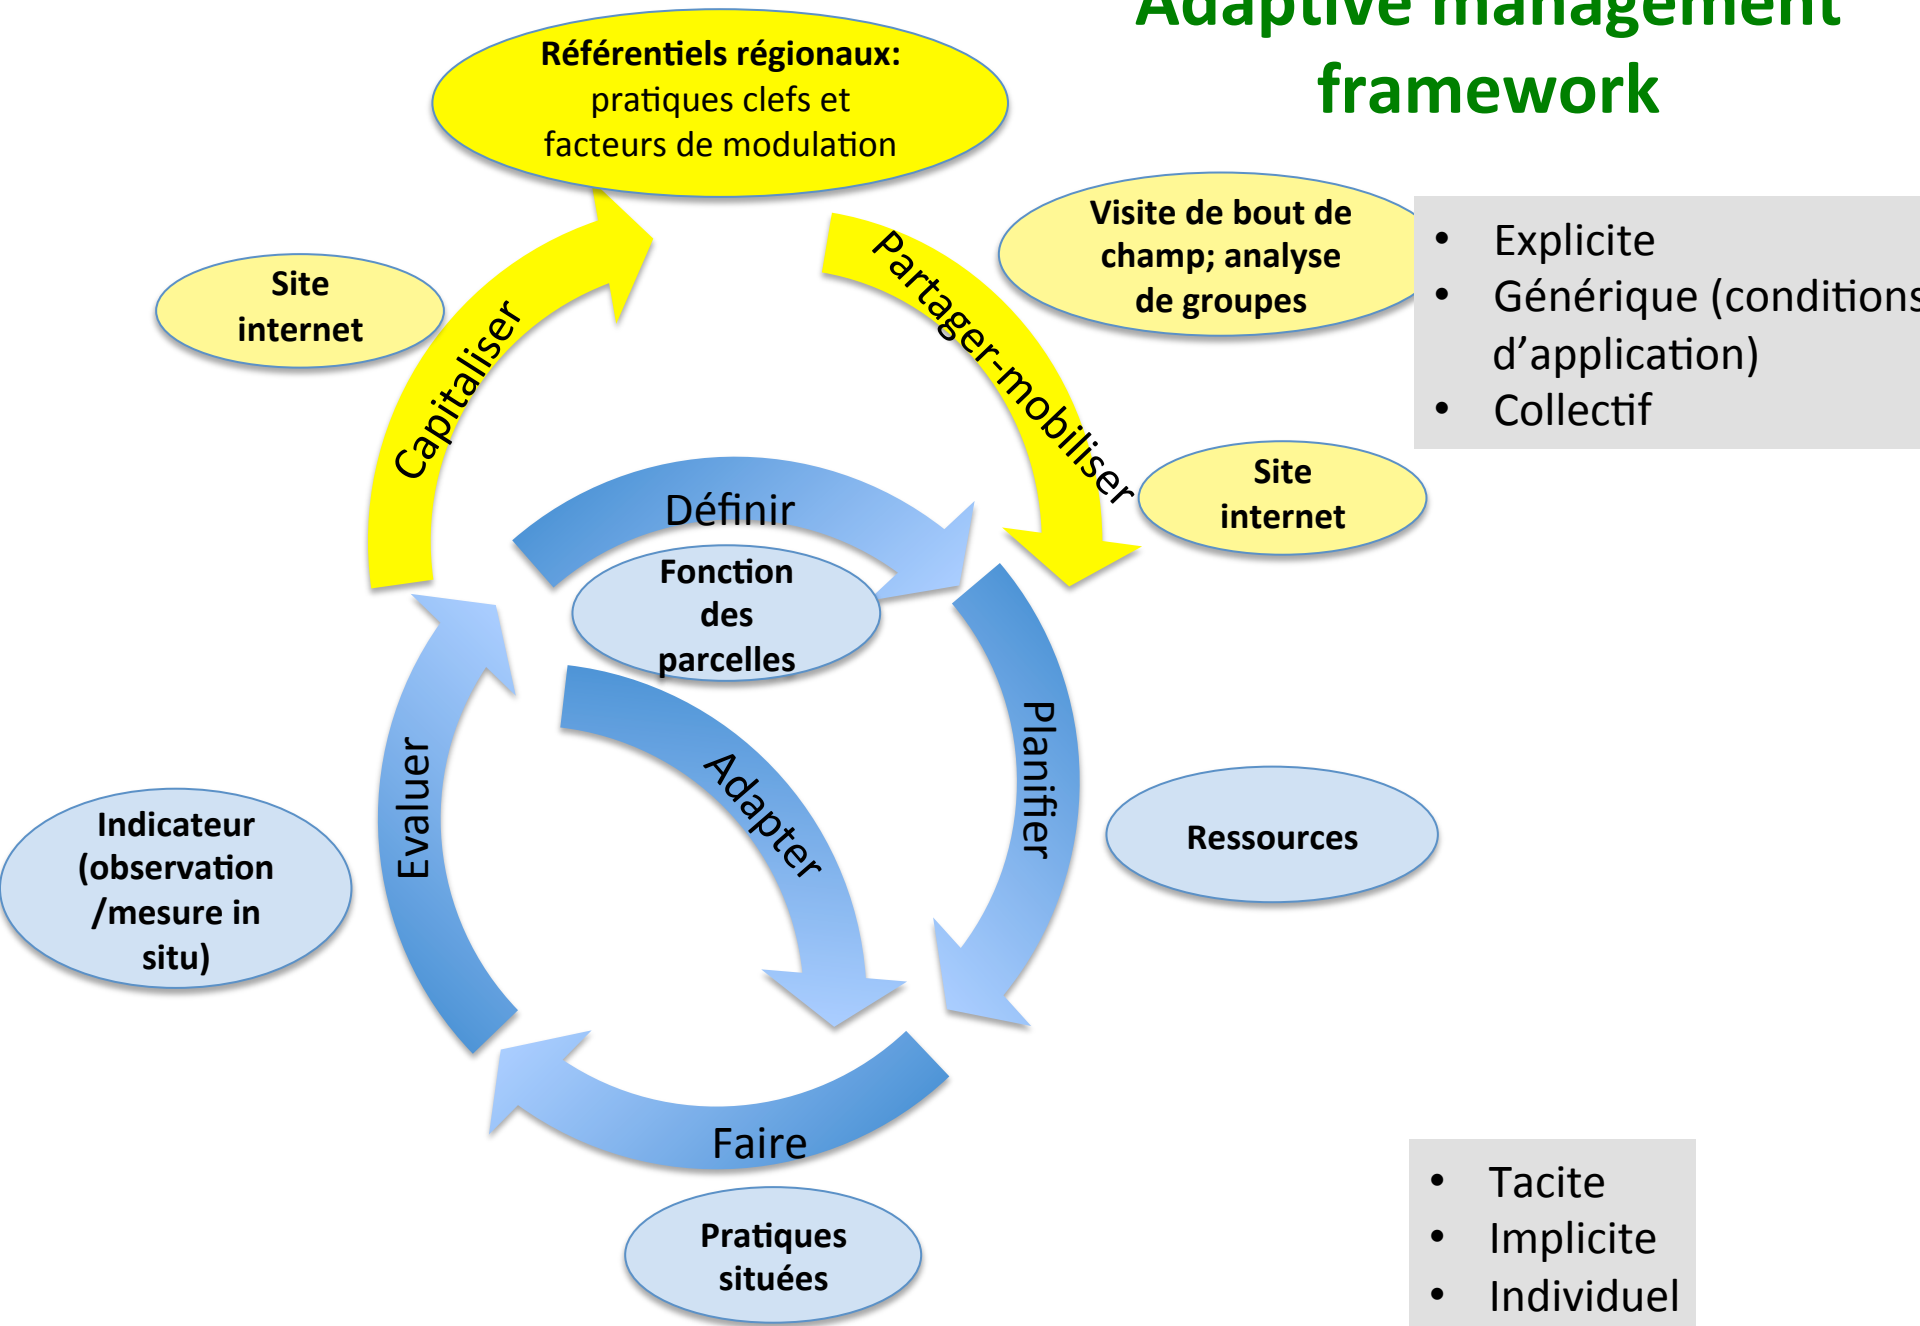 Adaptive management
framework
Référentiels régionaux:
pratiques clefs et
facteurs de modulation
Visite de bout de
champ; analyse
de groupes
• Explicite
• Générique (conditions
d’application)
• Collectif
Site
internet
Capitaliser
Partager-mobiliser
Site
internet
Définir
Fonction
des
parcelles
Planifier
Evaluer
Adapter
Ressources
Indicateur
(observation
/mesure in
situ)
Faire
Pratiques
situées
• Tacite
• Implicite
• Individuel